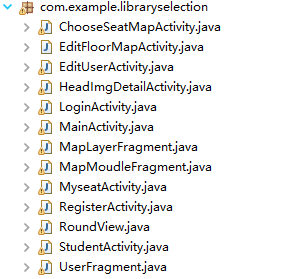 com.example.libraryselection
ChooseSeatMapActivity.java
EditFloorMapActivity.java
EditUserActivity.java
HeadImgDetailActivity.java
LoginActivity.java
MainActivity.java
MapLayerFragment.java
MapMoudleFragment.java
MyseatActivity.java
RegisterActivity.java
RoundView.java
StudentActivity.java
UserFragment.java